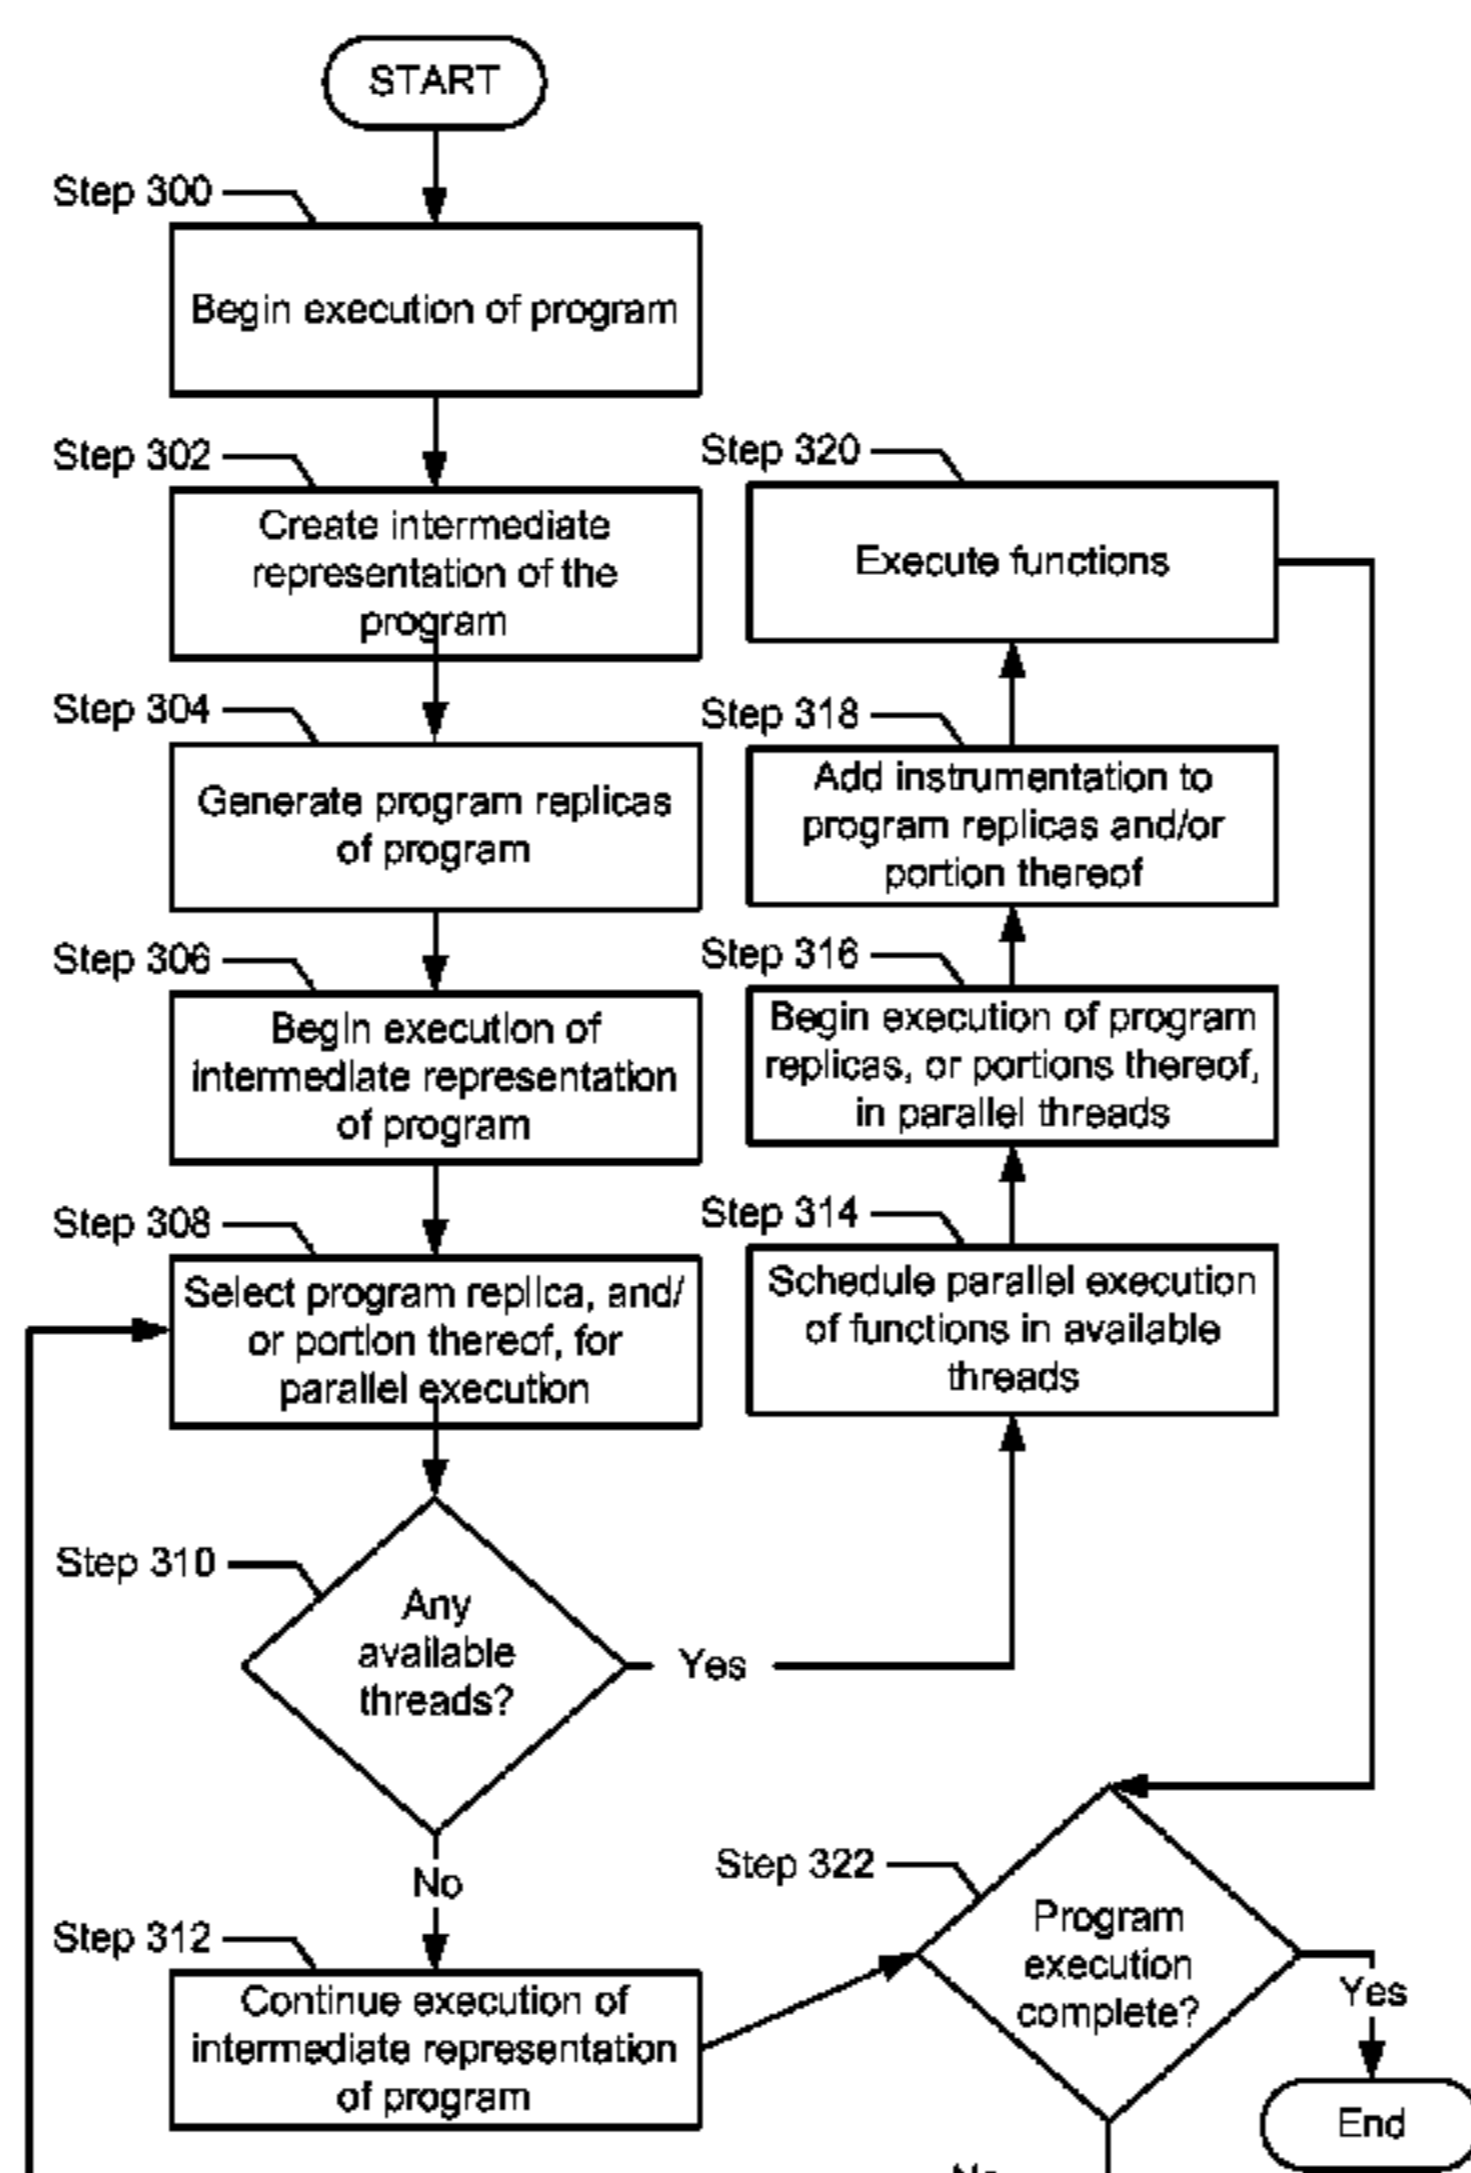 START
Step 300
Begin execution of program
Step 302
Create intermediate
representation of the
program
Step 304
Generate program replicas
of program
Step 306
Begin execution of
intermediate representation
of program
Step 308
Select program replica, and/
or portion thereof, for
parallel execution
Step 310
Any
available
threads?
Yes
No
Step 312
Continue execution of
intermediate representation
of program
Step 320
Execute functions
Step 318
Add instrumentation to
program replicas and/or
portion thereof
Step 316
Begin execution of program
replicas, or portions thereof,
in parallel threads
Step 314
Schedule parallel execution
of functions in available
threads
Step 322
Program
execution
complete?
Yes
End
No